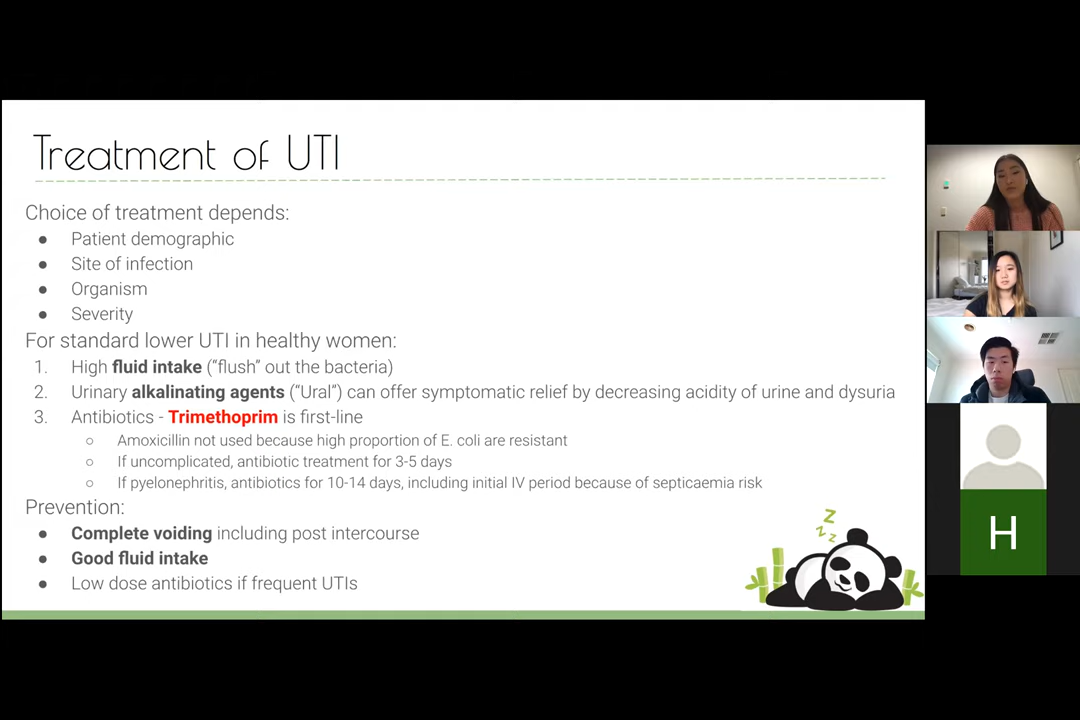 Treatment of UTI
Choice of treatment depends:
● Patient demographic
● Site of infection
● Organism
● Severity
For standard lower UTI in healthy women:
1. High fluid intake (“flush” out the bacteria)
2. Urinary alkalinating agents (“Ural”) can offer symptomatic relief by decreasing acidity of urine and dysuria
3. Antibiotics - Trimethoprim is first-line
○ Amoxicillin not used because high proportion of E. coli are resistant
○ If uncomplicated, antibiotic treatment for 3-5 days
○ If pyelonephritis, antibiotics for 10-14 days, including initial IV period because of septicaemia risk
Prevention:
● Complete voiding including post intercourse
● Good fluid intake
● Low dose antibiotics if frequent UTIs
z
z
z
z
H